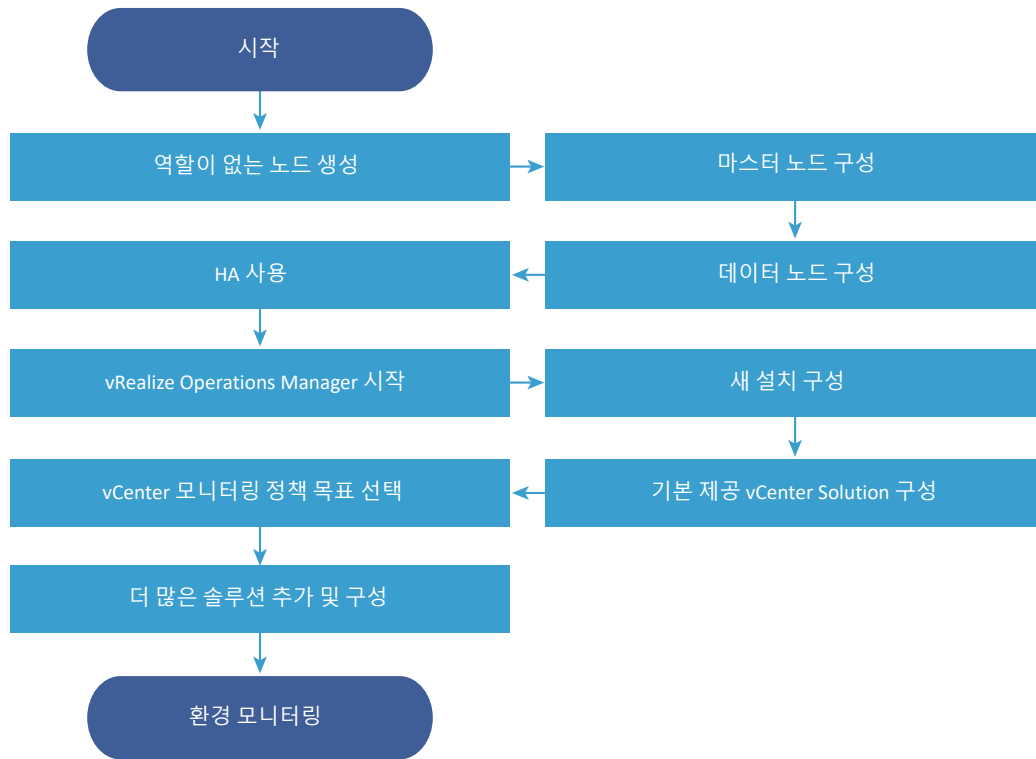 시작
역할이 없는 노드 생성
마스터 노드 구성
HA 사용
데이터 노드 구성
vRealize Operations Manager 시작
새 설치 구성
vCenter 모니터링 정책 목표 선택
기본 제공 vCenter Solution 구성
더 많은 솔루션 추가 및 구성
환경 모니터링